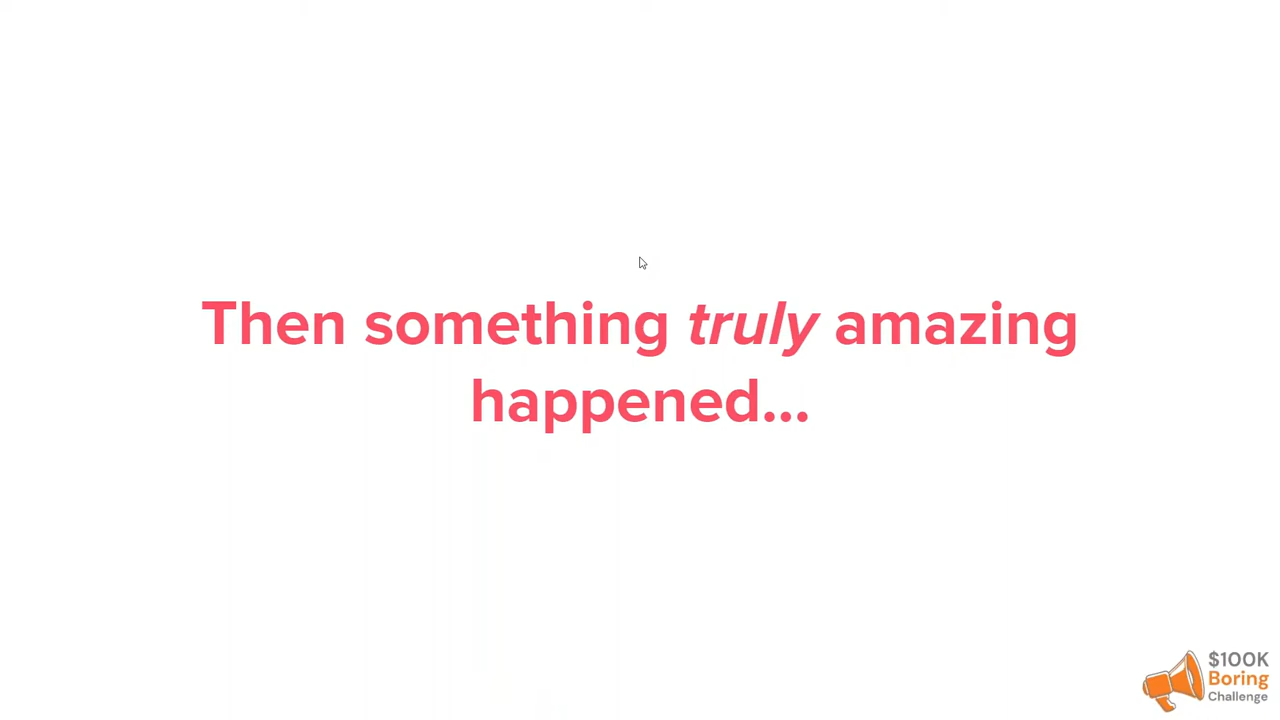 Then something truly amazing
happened...
$100K
Boring
Challenge